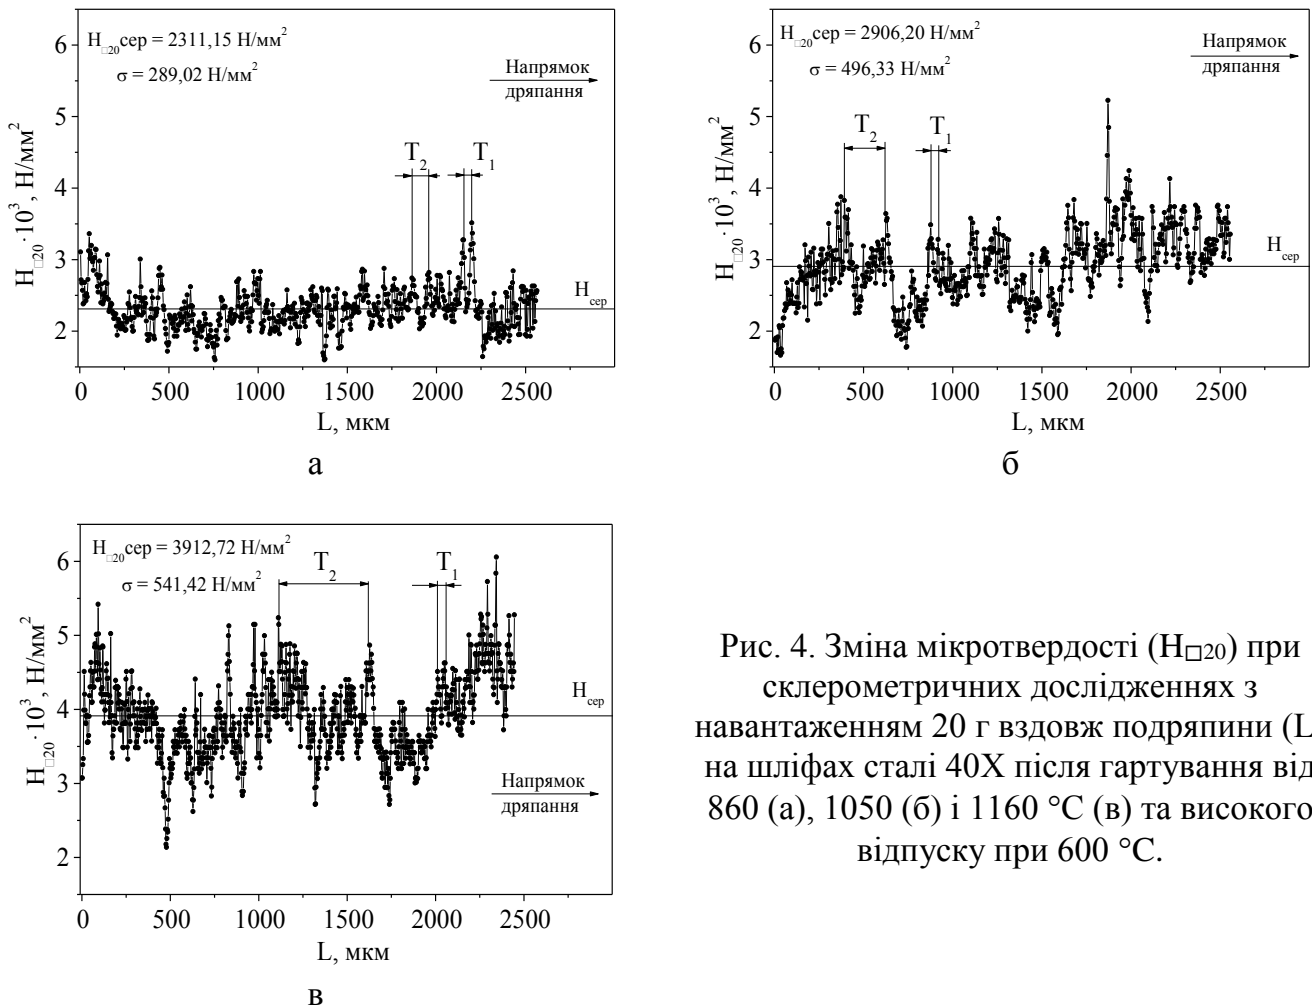 H□20сер = 2311,15 Н/мм²
σ = 289,02 Н/мм²
Напрямок
дряпання
T2
T1
Hсер
H□20·10³, Н/мм²
6
5
4
3
2
0 500 1000 1500 2000 2500
L, мкм
а
H□20сер = 2906,20 Н/мм²
σ = 496,33 Н/мм²
Напрямок
дряпання
T2
T1
Hсер
H□20·10³, Н/мм²
6
5
4
3
2
0 500 1000 1500 2000 2500
L, мкм
б
H□20сер = 3912,72 Н/мм²
σ = 541,42 Н/мм²
T2
T1
Hсер
Напрямок
дряпання
H□20·10³, Н/мм²
6
5
4
3
2
0 500 1000 1500 2000 2500
L, мкм
в
Рис. 4. Зміна мікротвердості (H□20) при
склерометричних дослідженнях з
навантаженням 20 г вздовж подряпини (L
на шліфах сталі 40Х після гартування від
860 (а), 1050 (б) і 1160 °С (в) та високого
відпуску при 600 °С.